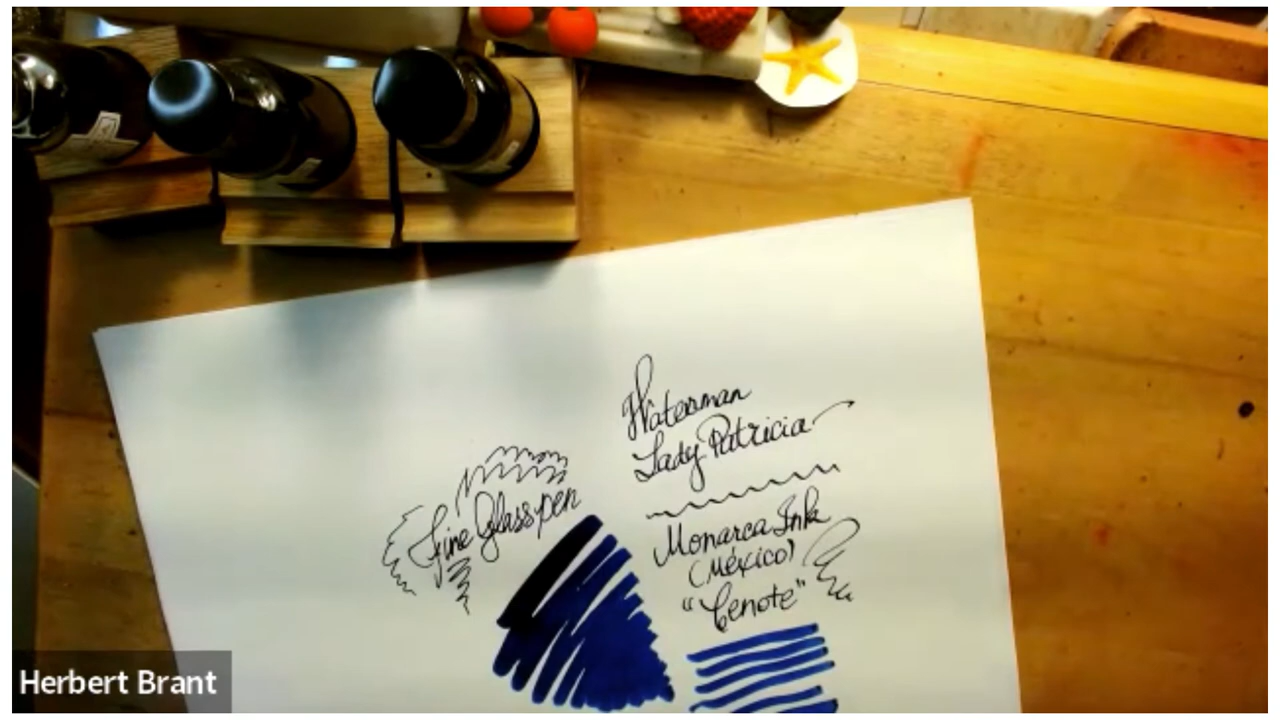 Waterman
Lady Patricia
Fine Glass pen
Monarca Ink
(México)
"Cenote"
Herbert Brant